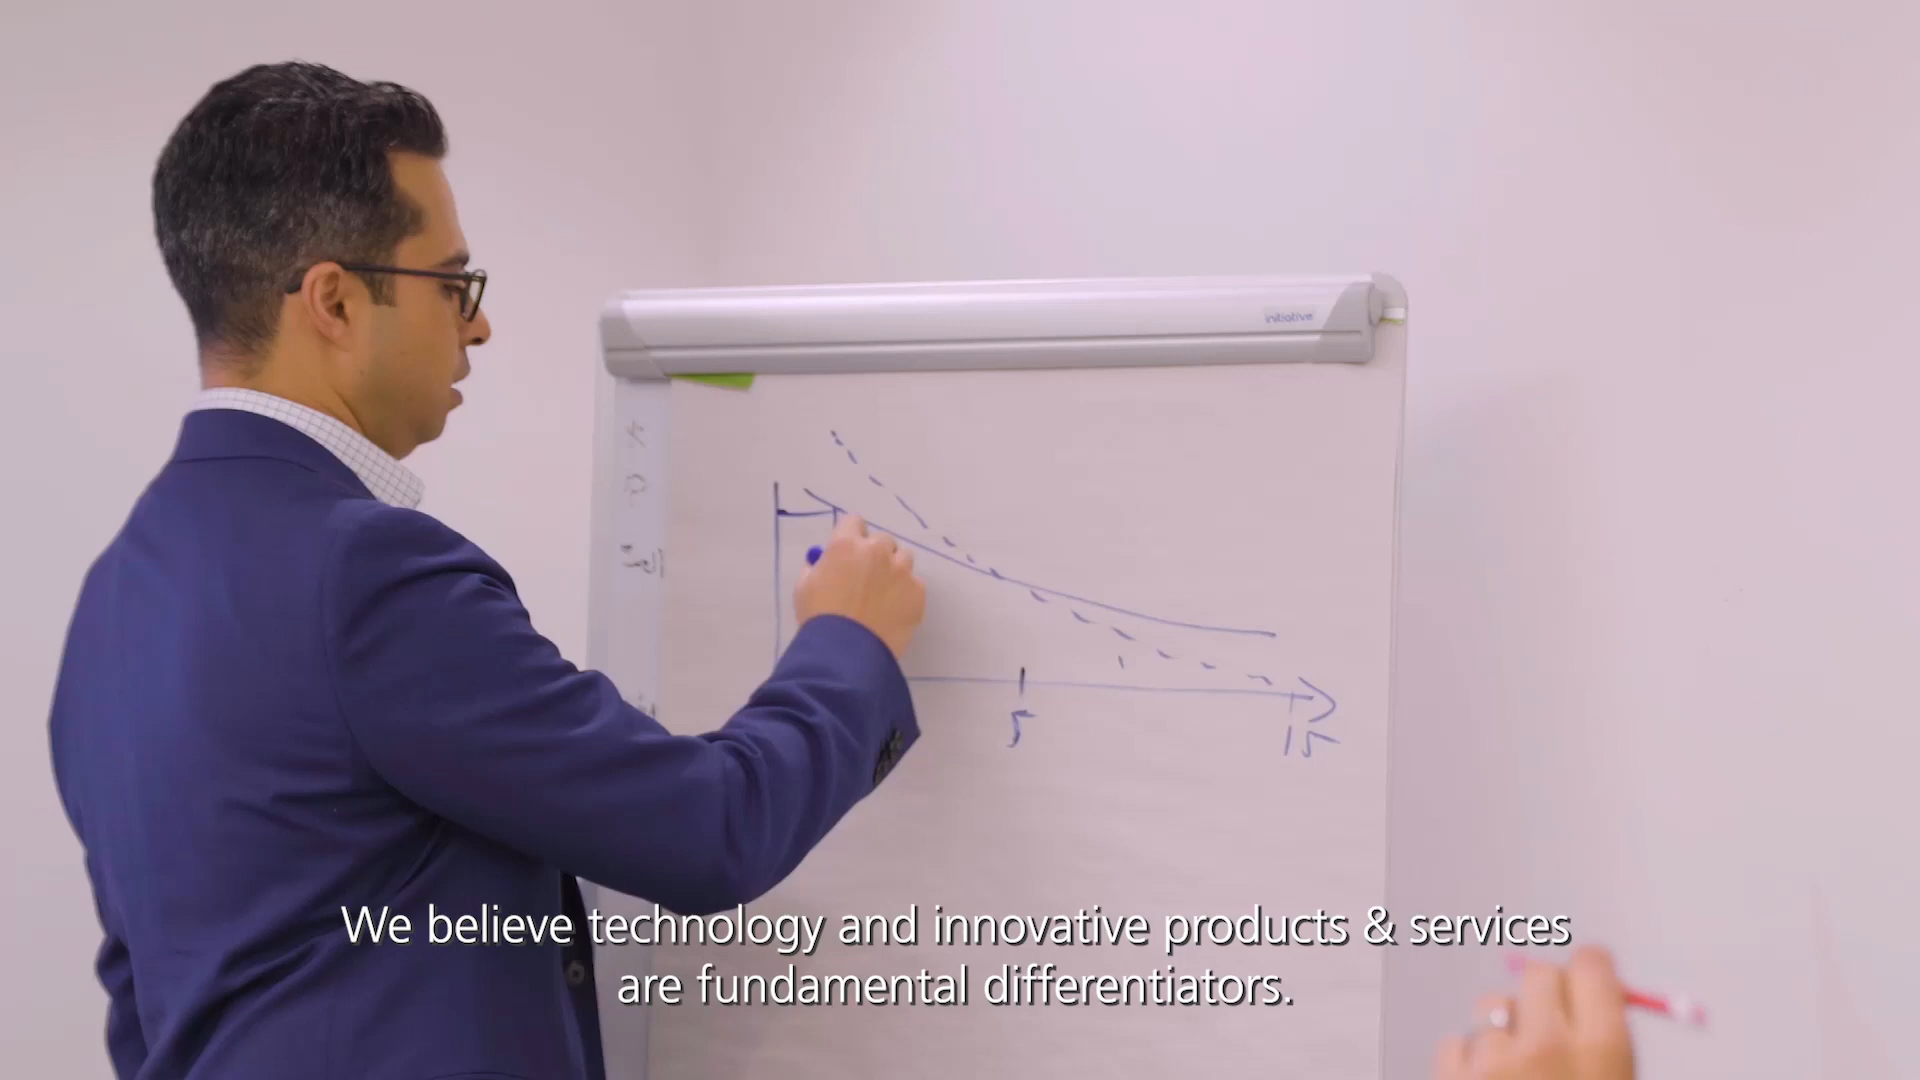 initiative
5
15
We believe technology and innovative products & services
are fundamental differentiators.